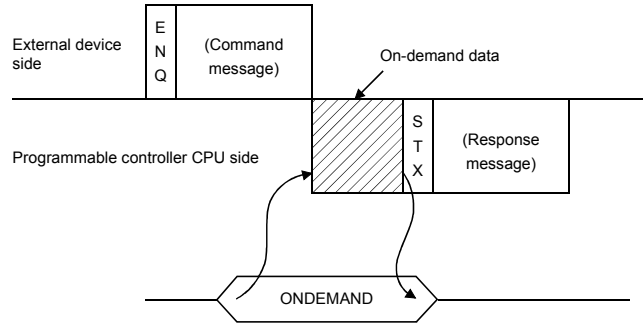 External device
side
E
N
Q
(Command
message)
On-demand data
Programmable controller CPU side
S
T
X
(Response
message)
ONDEMAND